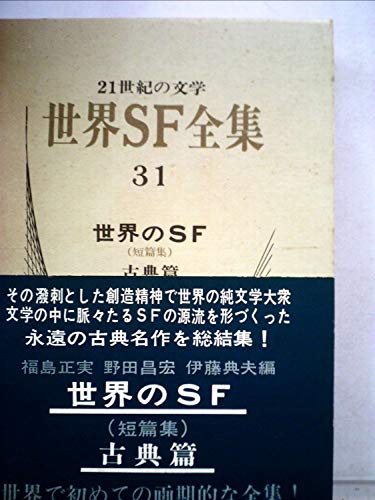 21世紀の文学
世界SF全集
31
世界のSF
(短篇集)
古典篇
その潑剌とした創造精神で世界の純文学大衆
文学の中に脈々たるSFの源流を形づくった
永遠の古典名作を総結集!
福島正実 野田昌宏 伊藤典夫編
世界のSF
(短篇集)
古典篇
世界で初めての画期的な全集!